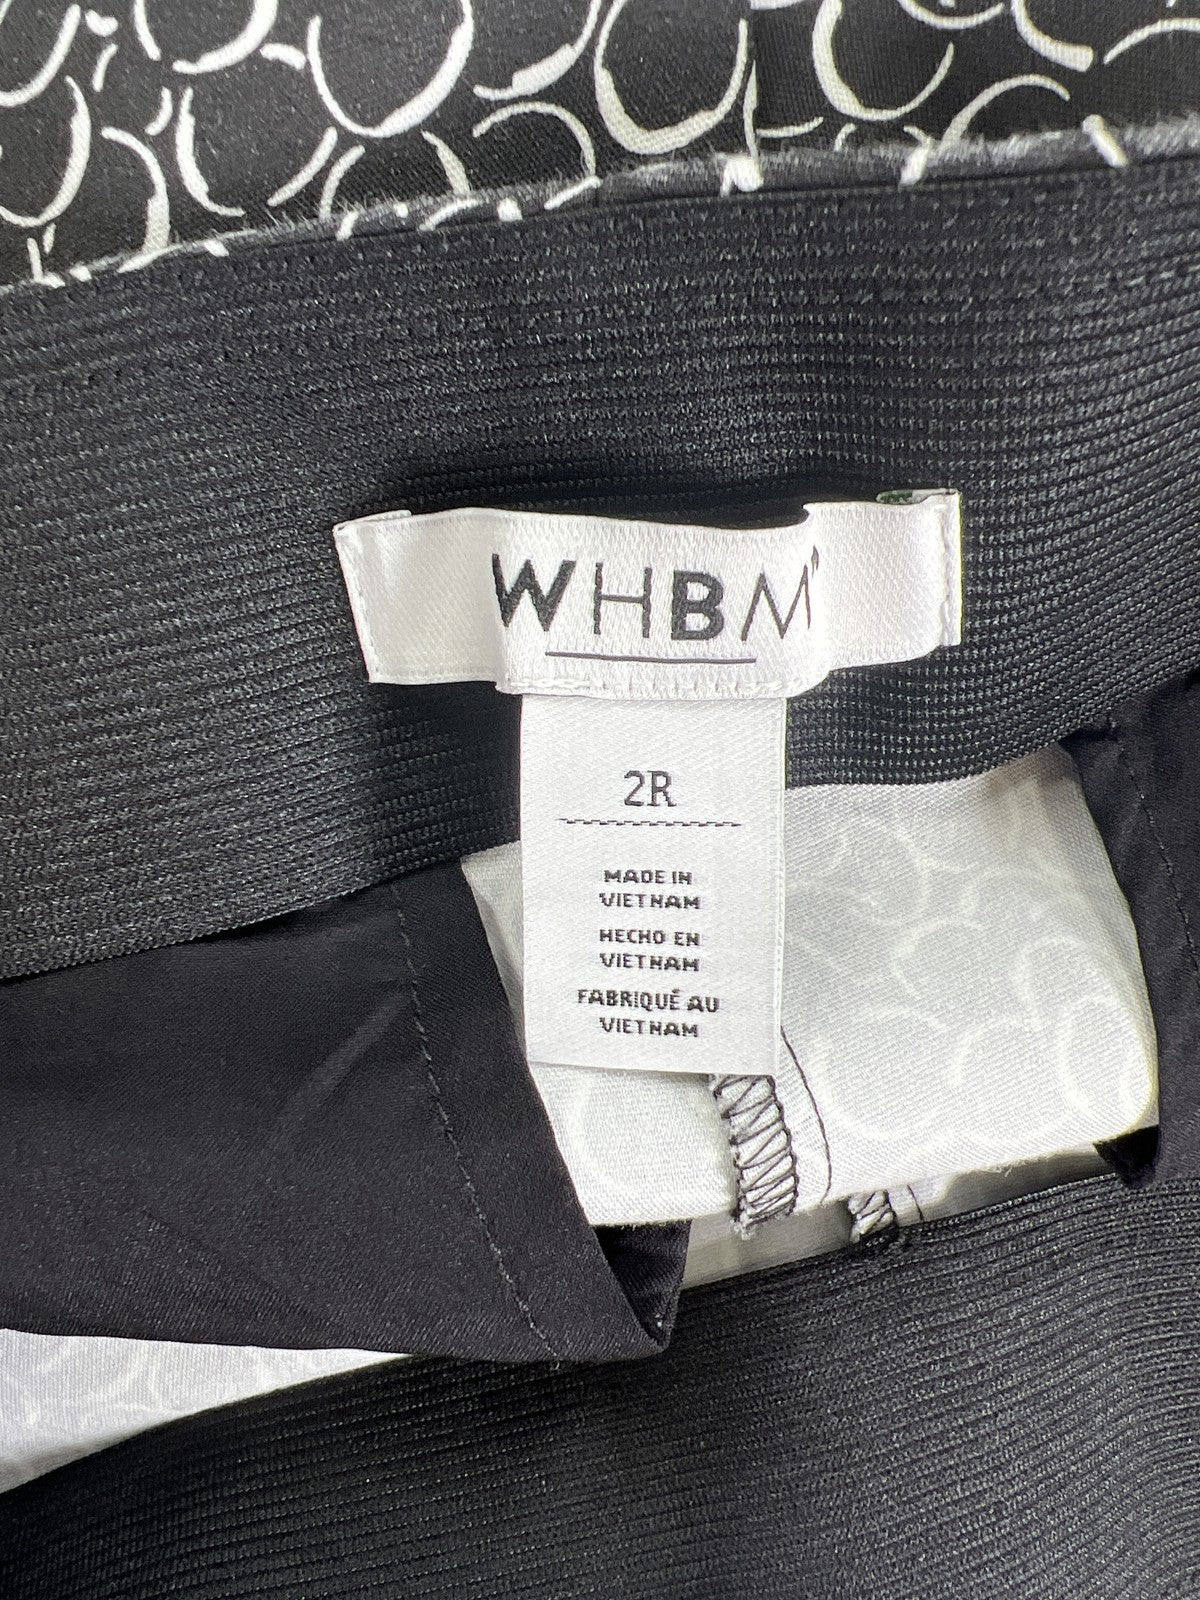 WHBM
2R
MADE IN
VIETNAM
HECHO EN
VIETNAM
FABRIQUÉ AU
VIETNAM